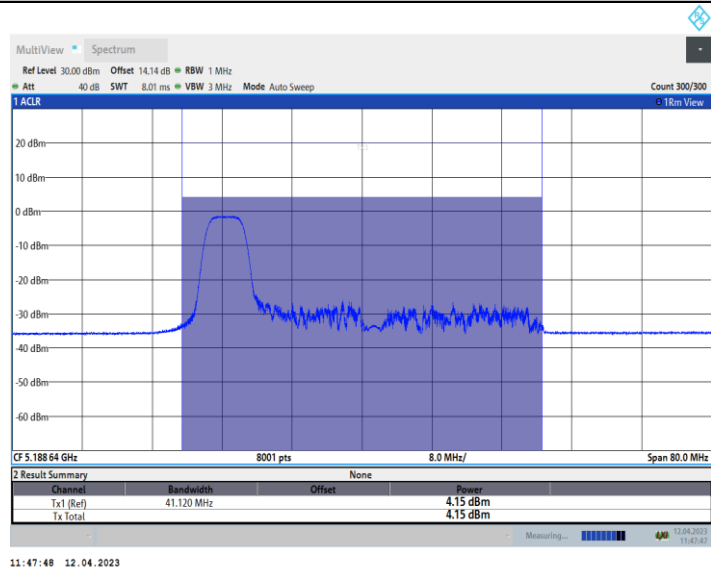 MultiView Spectrum
Ref Level 30.00 dBm Offset 14.14 dB RBW 1 MHz
Att 40 dB SWT 8.01 ms VBW 3 MHz Mode Auto Sweep Count 300/300
1 ACLR 1Rm View
20 dBm
10 dBm
0 dBm
-10 dBm
-20 dBm
-30 dBm
-40 dBm
-50 dBm
-60 dBm
CF 5.188 64 GHz 8001 pts 8.0 MHz/ Span 80.0 MHz
2 Result Summary None
Channel Bandwidth Offset Power
Tx1 (Ref) 41.120 MHz 4.15 dBm
Tx Total 4.15 dBm
Measuring... 12.04.2023
11:47:47
11:47:48 12.04.2023